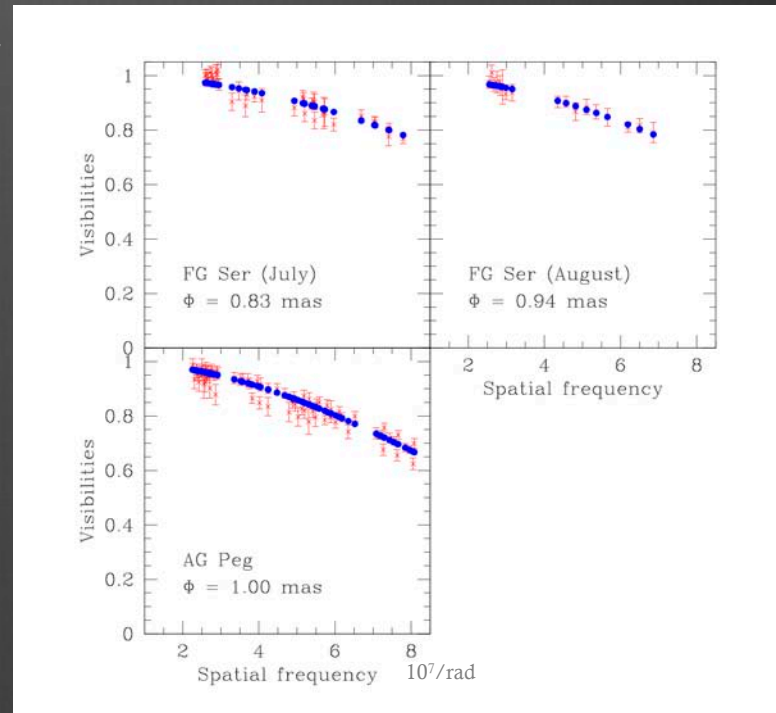 1
0.8
0.6
0.4
0.2
0
Visibilities
FG Ser (July)
Φ = 0.83 mas
FG Ser (August)
Φ = 0.94 mas
2 4 6 8
Spatial frequency
1
0.8
0.6
0.4
0.2
0
Visibilities
AG Peg
Φ = 1.00 mas
2 4 6 8
Spatial frequency 10⁷/rad